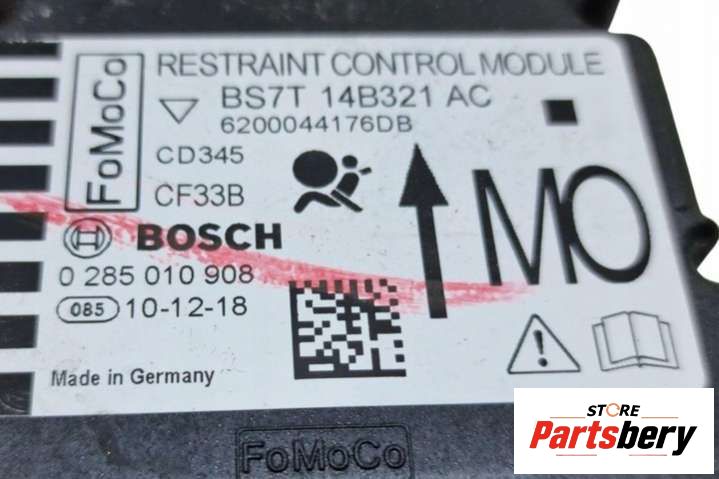 FoMoCo
RESTRAINT CONTROL MODULE
BS7T 14B321 AC
6200044176DB
CD345
CF33B
MO
BOSCH
0 285 010 908
085 10-12-18
Made in Germany
FoMoCo
STORE
Partsbery